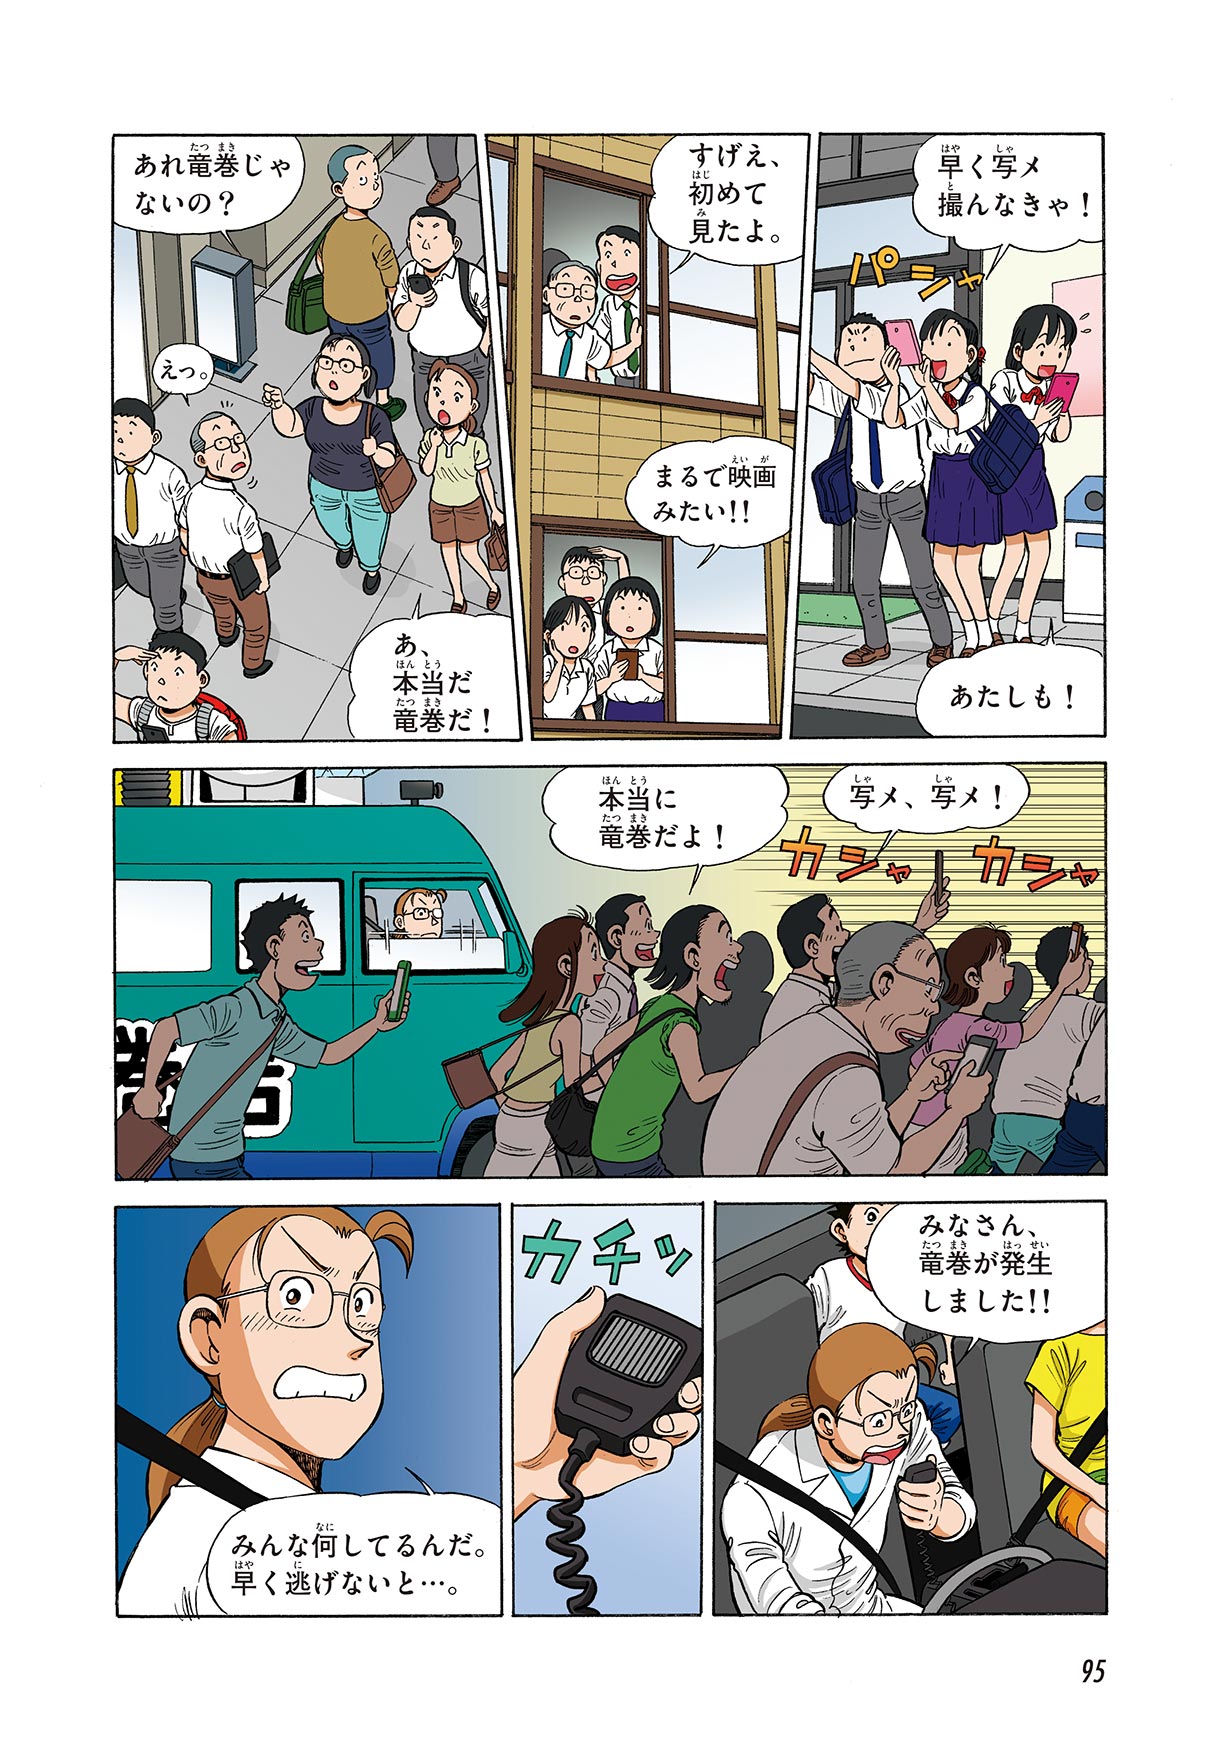 あれ竜巻じゃ
ないの？
えっ。
あ、
本当だ
竜巻だ！
すげえ、
初めて
見たよ。
まるで映画
みたい!!
早く写メ
撮んなきゃ！
パシャ
あたしも！
本当に
竜巻だよ！
写メ、写メ！
カシャ カシャ
みんな何してるんだ。
早く逃げないと…。
カチッ
みなさん、
竜巻が発生
しました!!
95